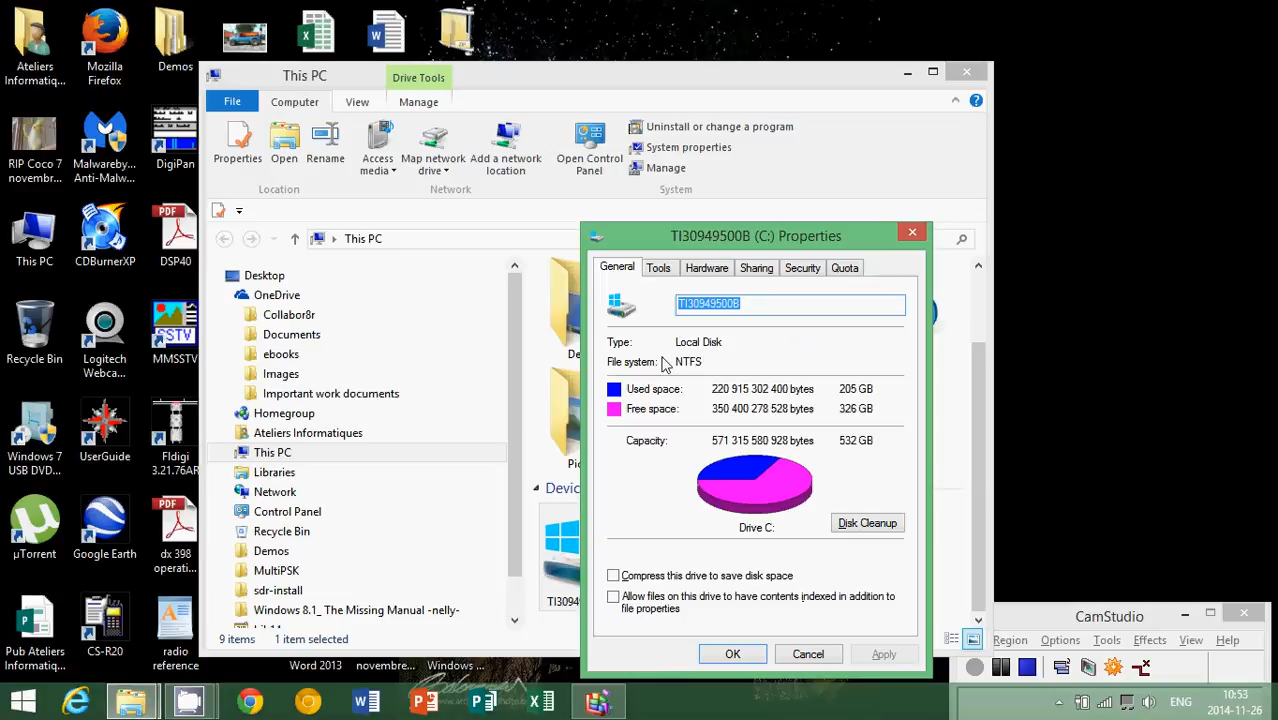 Ateliers
Informatiq...
Mozilla
Firefox
Demos
RIP Coco 7
novembr...
Malwareby...
Anti-Malw...
DigiPan
This PC
CDBurnerXP
DSP40
Recycle Bin
Logitech
Webca...
MMSSTV
Windows 7
USB DVD...
UserGuide
Fldigi
3.21.76AR
µTorrent
Google Earth
dx 398
operati...
Pub Ateliers
Informatiq...
CS-R20
radio
reference
Word 2013
novembre...
Windows ...
This PC
Drive Tools
File
Computer
View
Manage
Properties
Open
Rename
Access
media
Map network
drive
Add a network
location
Open Control
Panel
Uninstall or change a program
System properties
Manage
Location
Network
System
This PC
Desktop
OneDrive
Collabor8r
Documents
ebooks
Images
Important work documents
Homegroup
Ateliers Informatiques
This PC
Libraries
Network
Control Panel
Recycle Bin
Demos
MultiPSK
sdr-install
Windows 8.1_ The Missing Manual -nelly-
De
Pic
Devic
TI3094
9 items
1 item selected
TI30949500B (C:) Properties
General
Tools
Hardware
Sharing
Security
Quota
TI30949500B
Type: Local Disk
File system: NTFS
Used space: 220 915 302 400 bytes 205 GB
Free space: 350 400 278 528 bytes 326 GB
Capacity: 571 315 580 928 bytes 532 GB
Drive C:
Disk Cleanup
Compress this drive to save disk space
Allow files on this drive to have contents indexed in addition to
file properties
OK
Cancel
Apply
CamStudio
Region
Options
Tools
Effects
View
Help
ENG
10:53
2014-11-26